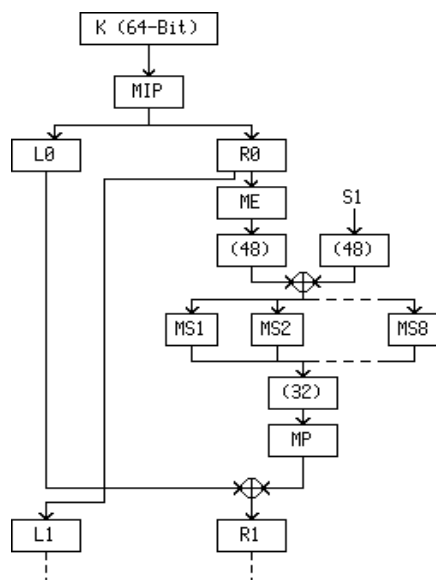 K (64-Bit)
MIP
L0 R0
ME
S1
(48) (48)
MS1 MS2 MS8
(32)
MP
L1 R1